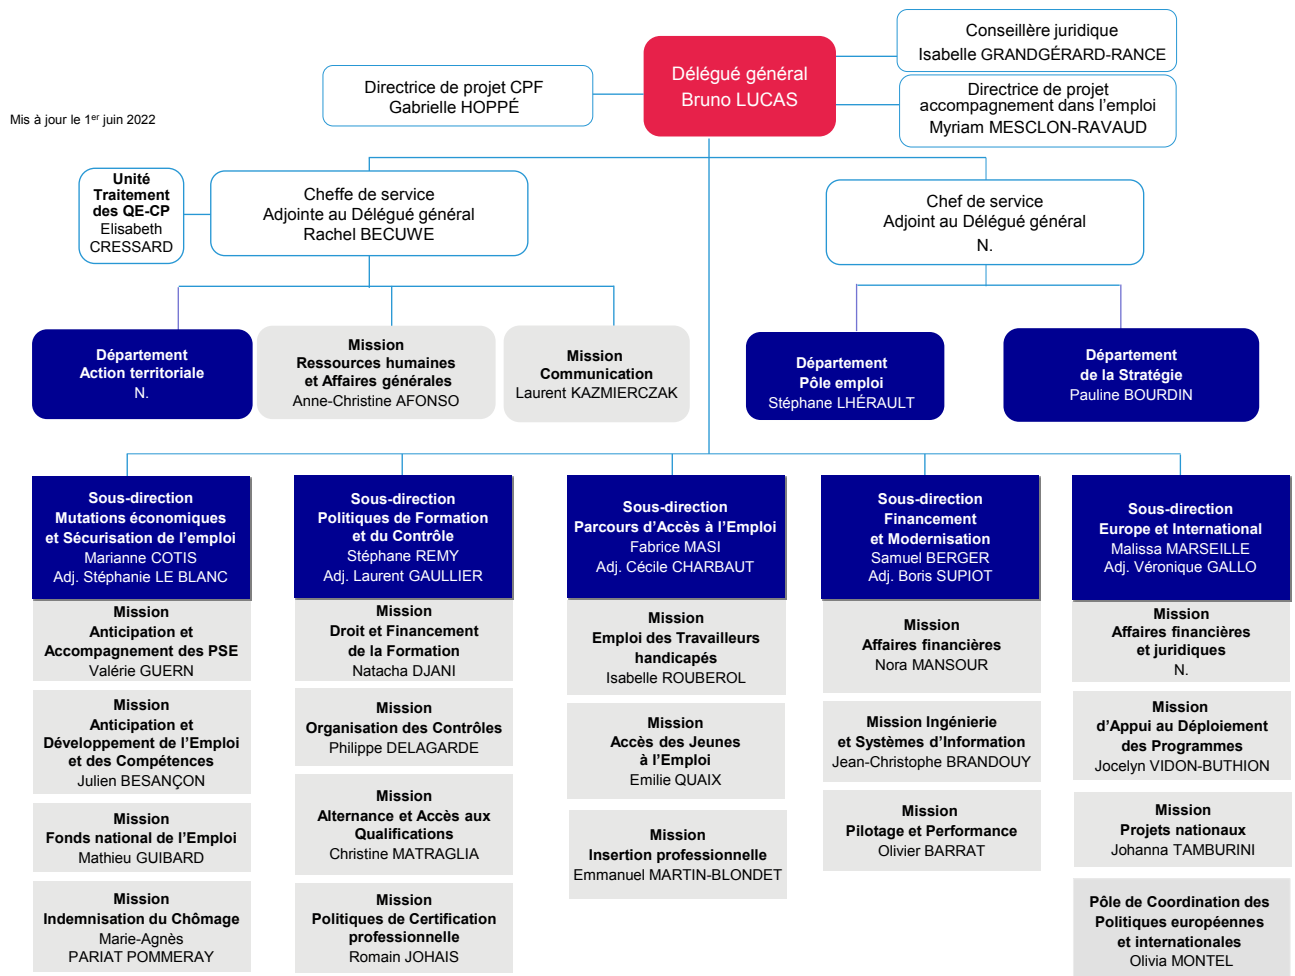 Conseillère juridique
Isabelle GRANDGÉRARD-RANCE
Délégué général
Bruno LUCAS
Directrice de projet CPF
Gabrielle HOPPÉ
Directrice de projet
accompagnement dans l'emploi
Myriam MESCLON-RAVAUD
Mis à jour le 1er juin 2022
Unité
Traitement
des QE-CP
Elisabeth
CRESSARD
Cheffe de service
Adjointe au Délégué général
Rachel BECUWE
Chef de service
Adjoint au Délégué général
N.
Département
Action territoriale
N.
Mission
Ressources humaines
et Affaires générales
Anne-Christine AFONSO
Mission
Communication
Laurent KAZMIERCZAK
Département
Pôle emploi
Stéphane LHÉRAULT
Département
de la Stratégie
Pauline BOURDIN
Sous-direction
Mutations économiques
et Sécurisation de l'emploi
Marianne COTIS
Adj. Stéphanie LE BLANC
Mission
Anticipation et
Accompagnement des PSE
Valérie GUERN
Mission
Anticipation et
Développement de l'Emploi
et des Compétences
Julien BESANÇON
Mission
Fonds national de l'Emploi
Mathieu GUIBARD
Mission
Indemnisation du Chômage
Marie-Agnès
PARIAT POMMERAY
Sous-direction
Politiques de Formation
et du Contrôle
Stéphane REMY
Adj. Laurent GAULLIER
Mission
Droit et Financement
de la Formation
Natacha DJANI
Mission
Organisation des Contrôles
Philippe DELAGARDE
Mission
Alternance et Accès aux
Qualifications
Christine MATRAGLIA
Mission
Politiques de Certification
professionnelle
Romain JOHAIS
Sous-direction
Parcours d'Accès à l'Emploi
Fabrice MASI
Adj. Cécile CHARBAUT
Mission
Emploi des Travailleurs
handicapés
Isabelle ROUBEROL
Mission
Accès des Jeunes
à l'Emploi
Emilie QUAIX
Mission
Insertion professionnelle
Emmanuel MARTIN-BLONDET
Sous-direction
Financement
et Modernisation
Samuel BERGER
Adj. Boris SUPIOT
Mission
Affaires financières
Nora MANSOUR
Mission Ingénierie
et Systèmes d'Information
Jean-Christophe BRANDOUY
Mission
Pilotage et Performance
Olivier BARRAT
Sous-direction
Europe et International
Malissa MARSEILLE
Adj. Véronique GALLO
Mission
Affaires financières
et juridiques
N.
Mission
d'Appui au Déploiement
des Programmes
Jocelyn VIDON-BUTHION
Mission
Projets nationaux
Johanna TAMBURINI
Pôle de Coordination des
Politiques européennes
et internationales
Olivia MONTEL